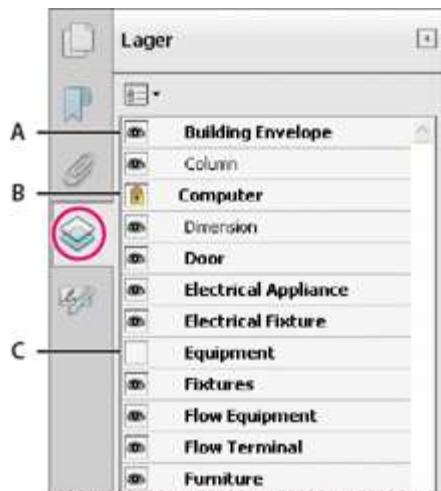 Lager
A
Building Envelope
Column
B
Computer
Dimension
Door
Electrical Appliance
Electrical Fixture
C
Equipment
Fixtures
Flow Equipment
Flow Terminal
Furniture